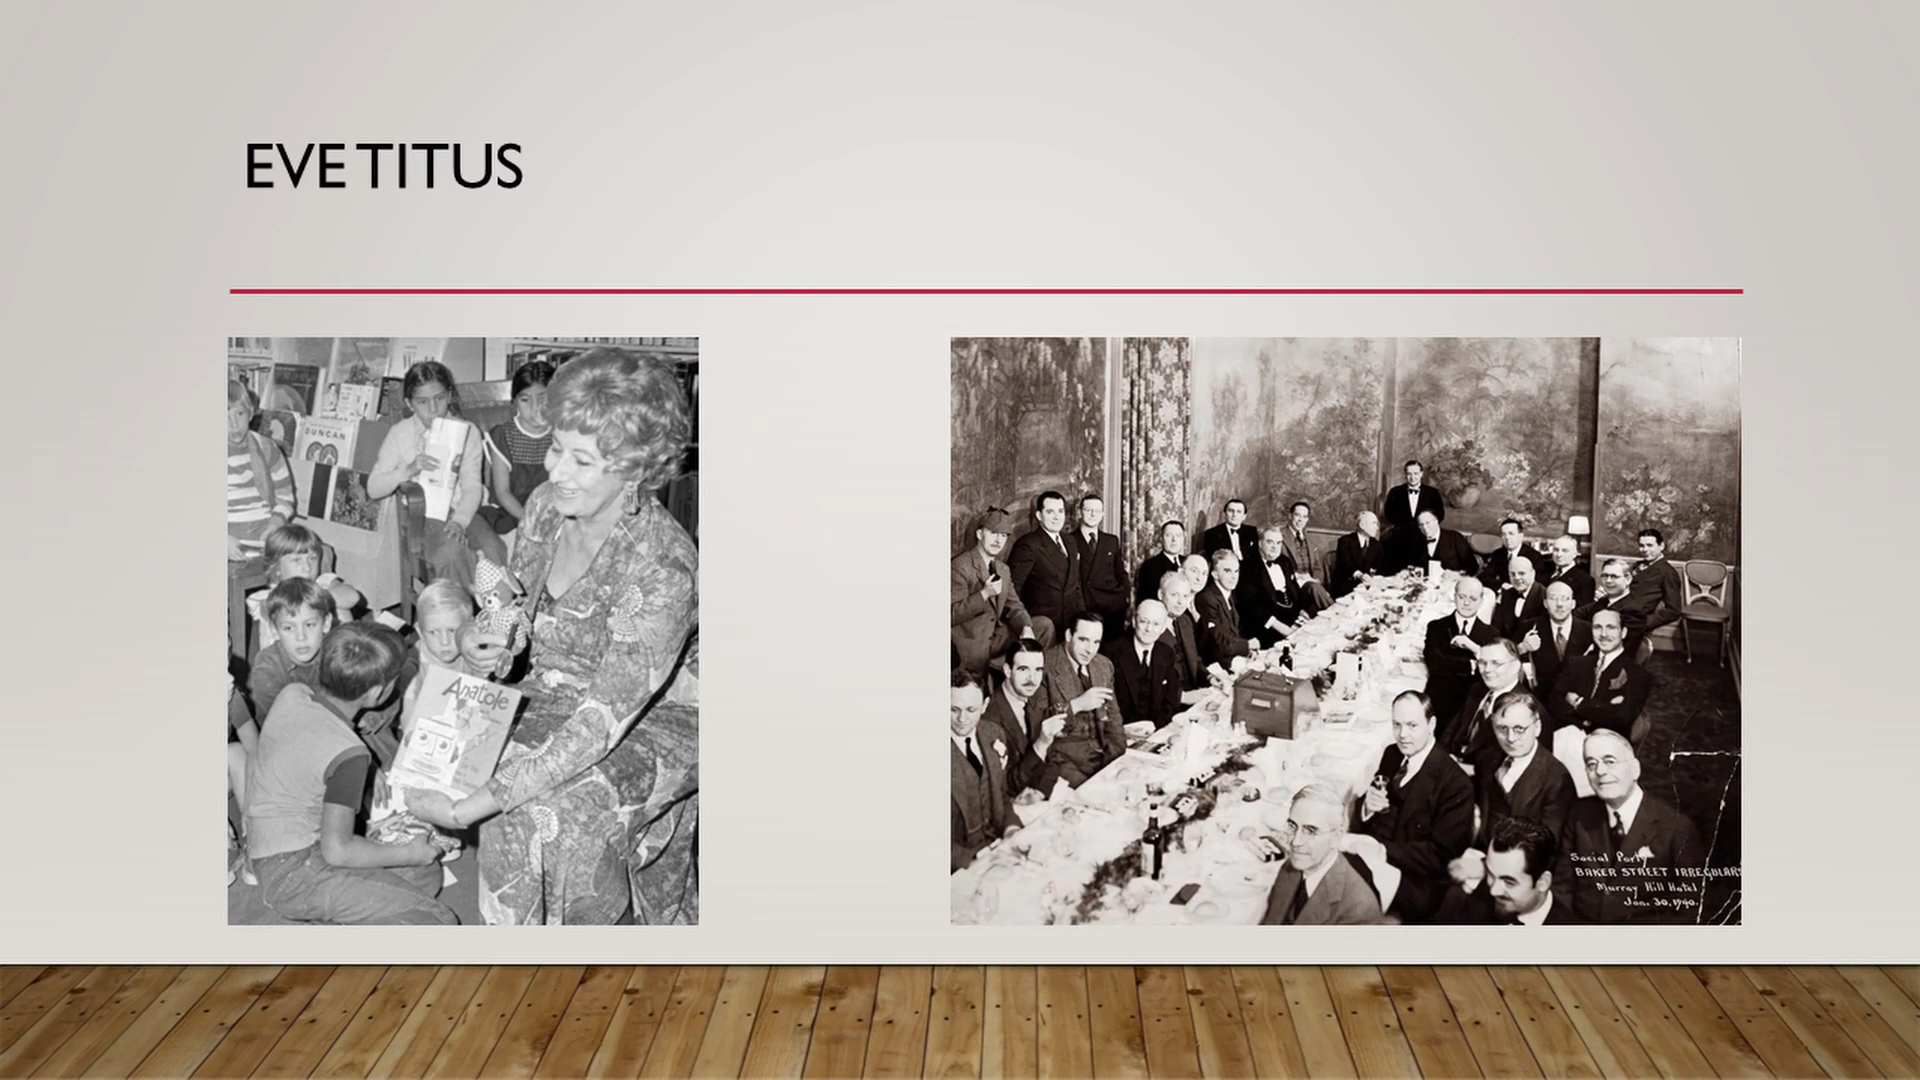 EVE TITUS
DUNCAN
Anatole
Social Party
BAKER STREET IRREGULARS
Murray Hill Hotel
Jan. 30, 1940.